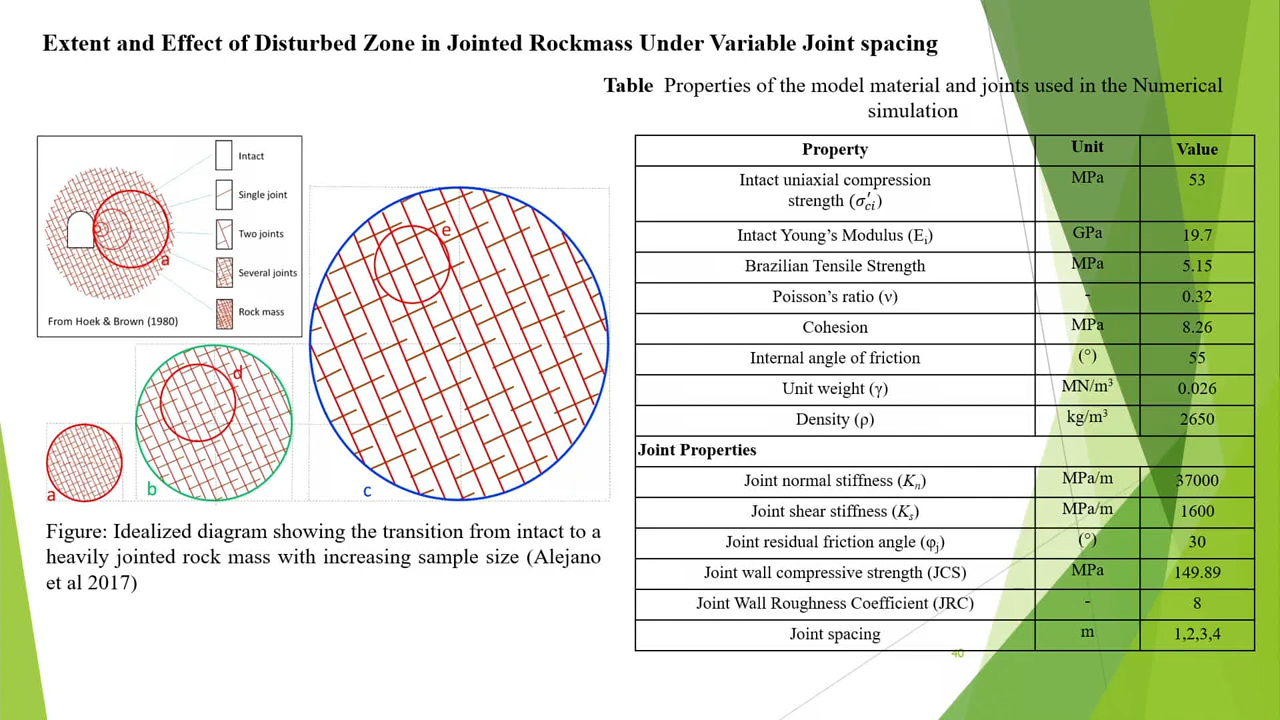 Extent and Effect of Disturbed Zone in Jointed Rockmass Under Variable Joint spacing
Table Properties of the model material and joints used in the Numerical
simulation
Intact
Single joint
Two joints
Several joints
Rock mass
a
From Hoek & Brown (1980)
a
b
d
c
e
Figure: Idealized diagram showing the transition from intact to a
heavily jointed rock mass with increasing sample size (Alejano
et al 2017)
Property Unit Value
Intact uniaxial compression
strength (σ′ci) MPa 53
Intact Young's Modulus (Ei) GPa 19.7
Brazilian Tensile Strength MPa 5.15
Poisson's ratio (ν) - 0.32
Cohesion MPa 8.26
Internal angle of friction (°) 55
Unit weight (γ) MN/m³ 0.026
Density (ρ) kg/m³ 2650
Joint Properties
Joint normal stiffness (Kn) MPa/m 37000
Joint shear stiffness (Ks) MPa/m 1600
Joint residual friction angle (φj) (°) 30
Joint wall compressive strength (JCS) MPa 149.89
Joint Wall Roughness Coefficient (JRC) - 8
Joint spacing m 1,2,3,4
40